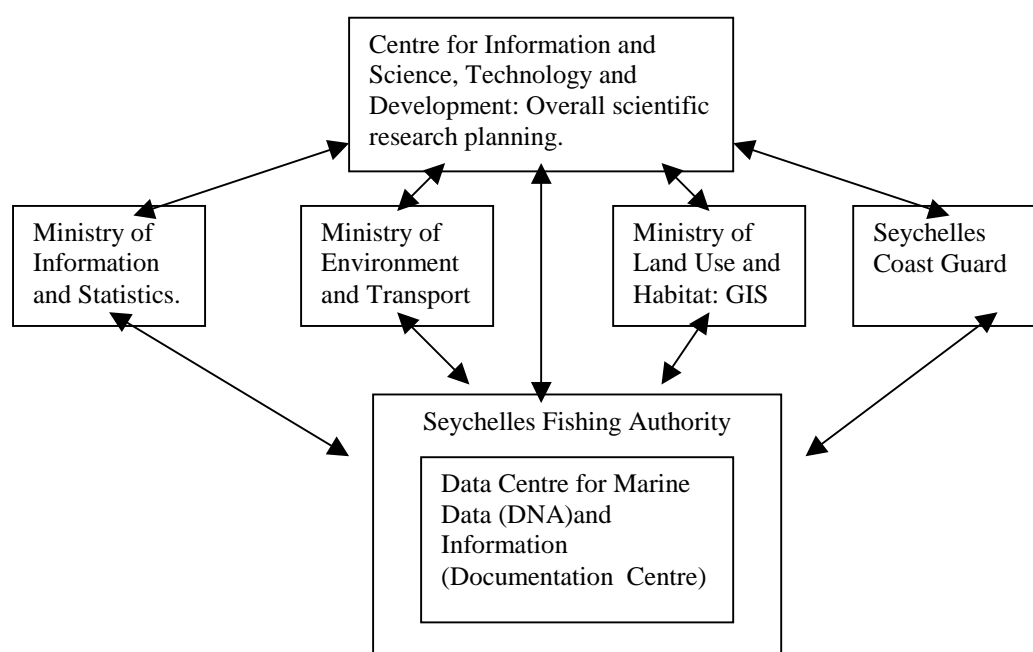 Centre for Information and
Science, Technology and
Development: Overall scientific
research planning.
Ministry of
Information
and Statistics.
Ministry of
Environment
and Transport
Ministry of
Land Use and
Habitat: GIS
Seychelles
Coast Guard
Seychelles Fishing Authority
Data Centre for Marine
Data (DNA)and
Information
(Documentation  Centre)